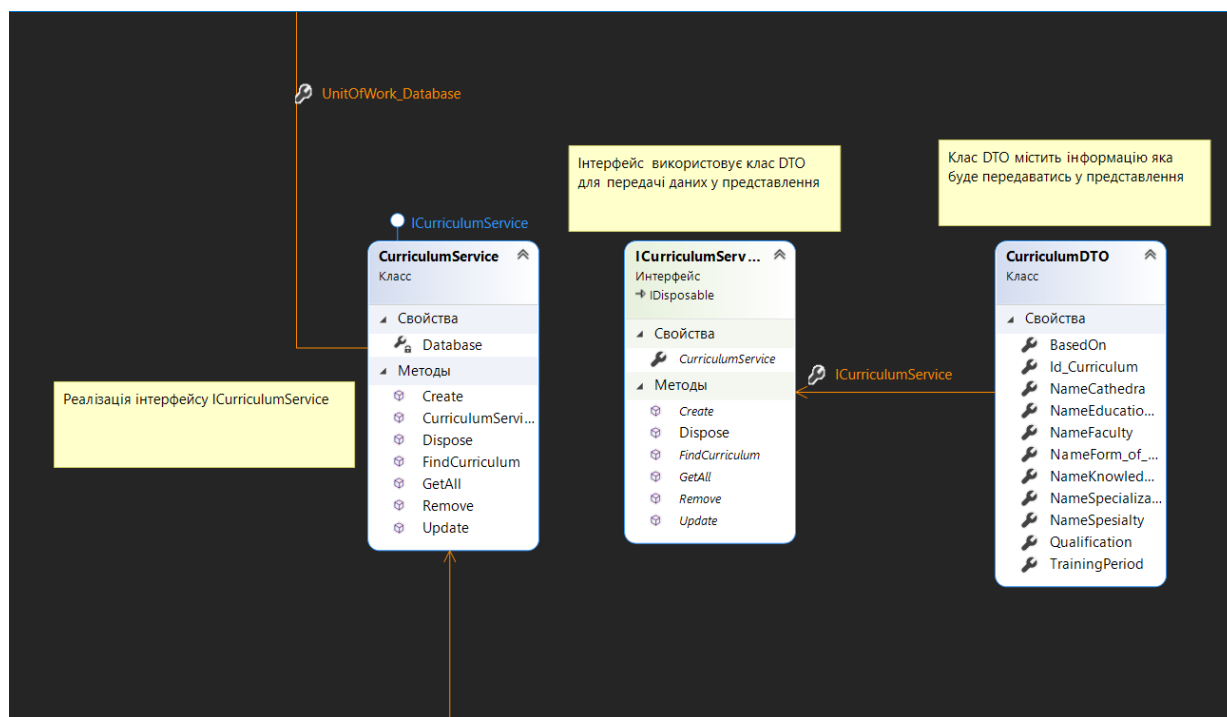 UnitOfWork_Database
Інтерфейс використовує клас DTO
для передачі даних у представлення
Клас DTO містить інформацію яка
буде передаватись у представлення
ICurriculumService
CurriculumService
Класс
Свойства
Database
Методы
Create
CurriculumServi...
Dispose
FindCurriculum
GetAll
Remove
Update
Реалізація інтерфейсу ICurriculumService
ICurriculumServ...
Интерфейс
IDisposable
Свойства
CurriculumService
Методы
Create
Dispose
FindCurriculum
GetAll
Remove
Update
ICurriculumService
CurriculumDTO
Класс
Свойства
BasedOn
Id_Curriculum
NameCathedra
NameEducatio...
NameFaculty
NameForm_of_...
NameKnowled...
NameSpecializa...
NameSpesialty
Qualification
TrainingPeriod